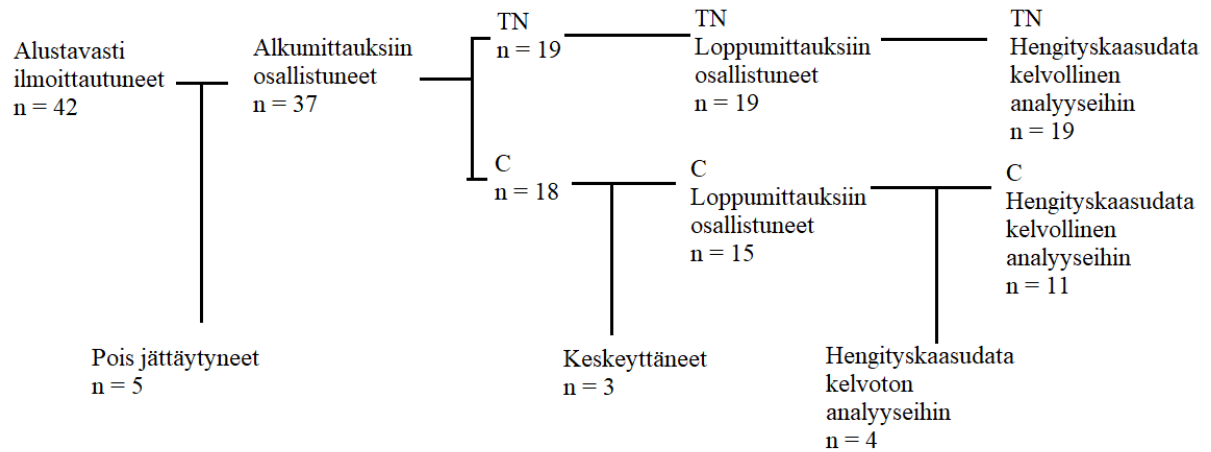 Alustavasti
ilmoittautuneet
n = 42
Alkumittauksiin
osallistuneet
n = 37
TN
n = 19
TN
Loppumittauksiin
osallistuneet
n = 19
TN
Hengityskaasudata
kelvollinen
analyyseihin
n = 19
C
n = 18
C
Loppumittauksiin
osallistuneet
n = 15
C
Hengityskaasudata
kelvollinen
analyyseihin
n = 11
Pois jättäytyneet
n = 5
Keskeyttäneet
n = 3
Hengityskaasudata
kelvoton
analyyseihin
n = 4